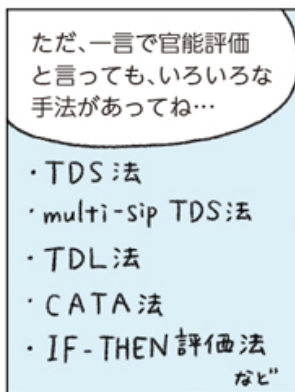 ただ、一言で官能評価
と言っても、いろいろな
手法があってね…
・TDS法
・multi-sip TDS法
・TDL法
・CATA法
・IF-THEN評価法
など